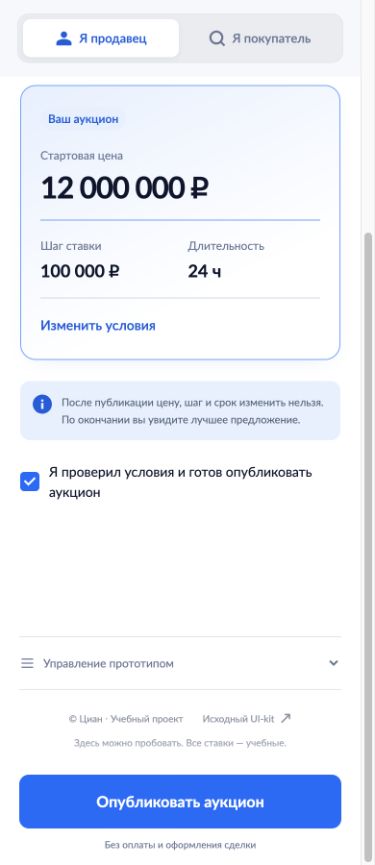 Я продавец
Я покупатель
Ваш аукцион
Стартовая цена
12 000 000 ₽
Шаг ставки
Длительность
100 000 ₽
24 ч
Изменить условия
После публикации цену, шаг и срок изменить нельзя.
По окончании вы увидите лучшее предложение.
Я проверил условия и готов опубликовать
аукцион
Управление прототипом
© Циан · Учебный проект
Исходный UI-kit
Здесь можно пробовать. Все ставки — учебные.
Опубликовать аукцион
Без оплаты и оформления сделки